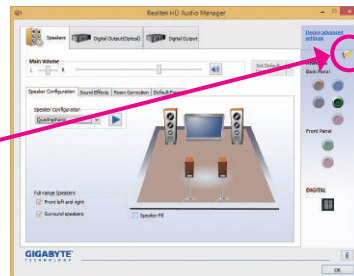 Realtek HD Audio Manager
Speakers
Digital Output(Optical)
Digital Output
Device advanced settings
Main Volume
L
R
Set Default
Speaker Configuration
Sound Effects
Room Correction
Default Format
Speaker Configuration
Quadraphonic
Back Panel
Front Panel
DIGITAL
Full-range Speakers
Front left and right
Surround speakers
Speaker Fill
GIGABYTE
TECHNOLOGY
OK